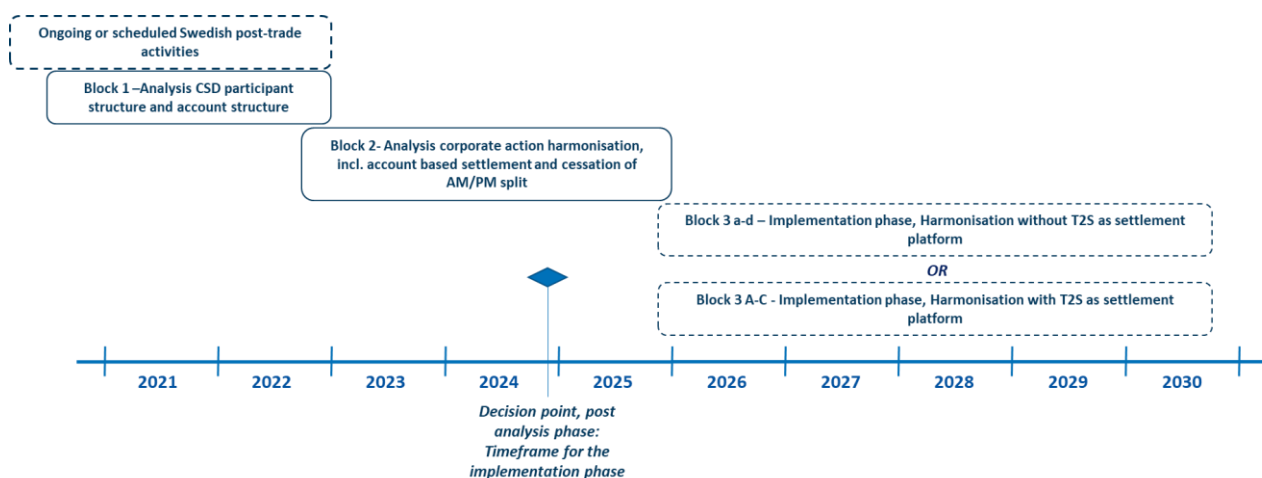 Ongoing or scheduled Swedish post-trade
activities
Block 1 –Analysis CSD participant
structure and account structure
Block 2- Analysis corporate action harmonisation,
incl. account based settlement and cessation of
AM/PM split
Block 3 a-d – Implementation phase, Harmonisation without T2S as settlement
platform
OR
Block 3 A-C - Implementation phase, Harmonisation with T2S as settlement
platform
2021 2022 2023 2024 2025 2026 2027 2028 2029 2030
Decision point, post
analysis phase:
Timeframe for the
implementation phase